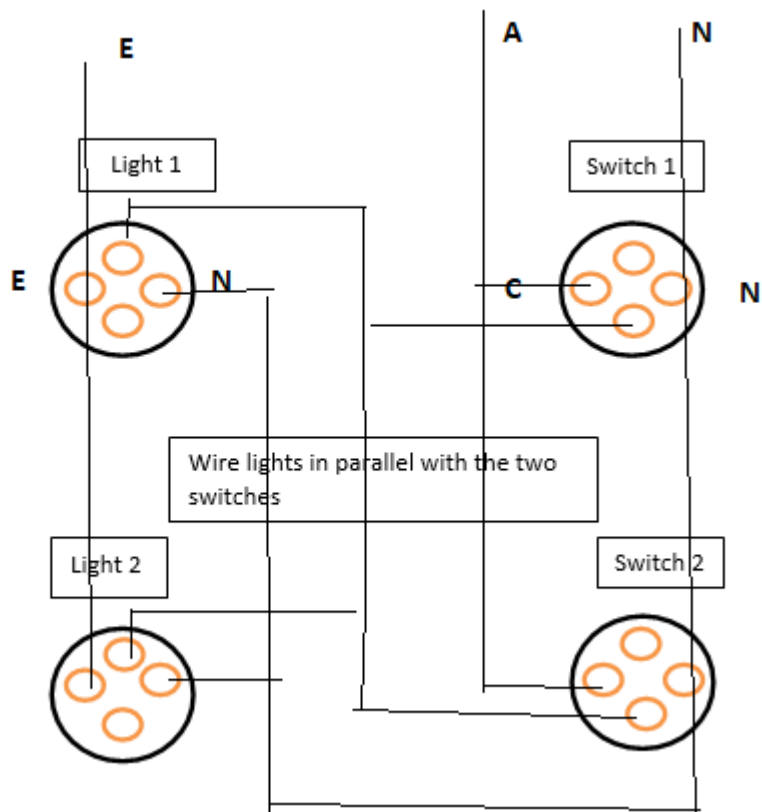 E
A
N
Light 1
Switch 1
E
N
C
N
Wire lights in parallel with the two
switches
Light 2
Switch 2